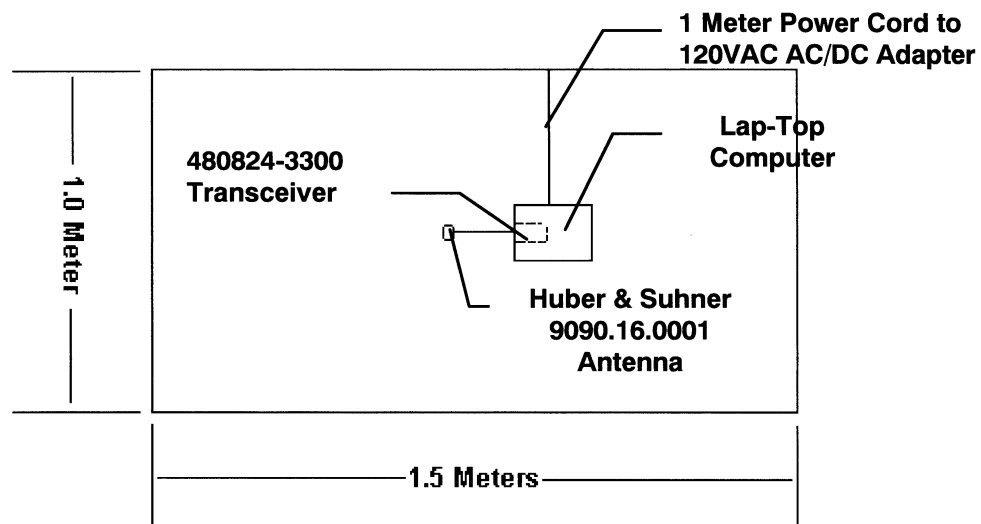 1 Meter Power Cord to
120VAC AC/DC Adapter
Lap-Top
Computer
480824-3300
Transceiver
1.0 Meter
Huber & Suhner
9090.16.0001
Antenna
1.5 Meters